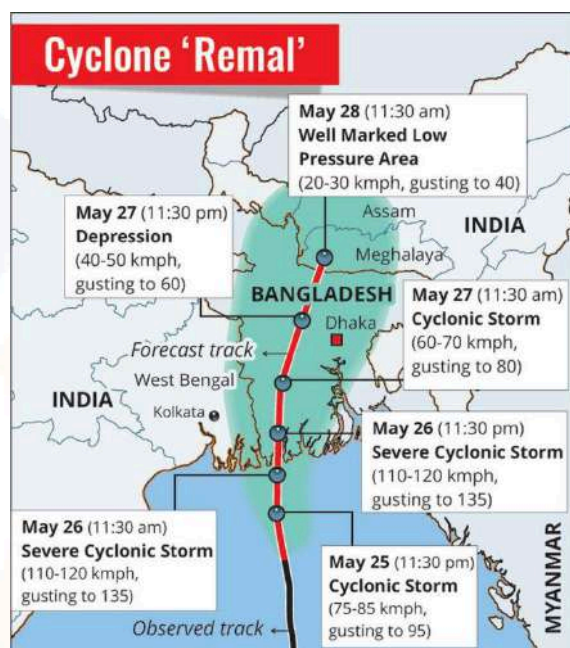 Cyclone ‘Remal’
May 28 (11:30 am)
Well Marked Low
Pressure Area
(20-30 kmph, gusting to 40)
May 27 (11:30 pm)
Depression
(40-50 kmph,
gusting to 60)
Assam
INDIA
Meghalaya
BANGLADESH
Dhaka
May 27 (11:30 am)
Cyclonic Storm
(60-70 kmph,
gusting to 80)
Forecast track
West Bengal
INDIA
Kolkata
May 26 (11:30 pm)
Severe Cyclonic Storm
(110-120 kmph,
gusting to 135)
May 26 (11:30 am)
Severe Cyclonic Storm
(110-120 kmph,
gusting to 135)
May 25 (11:30 pm)
Cyclonic Storm
(75-85 kmph,
gusting to 95)
MYANMAR
Observed track